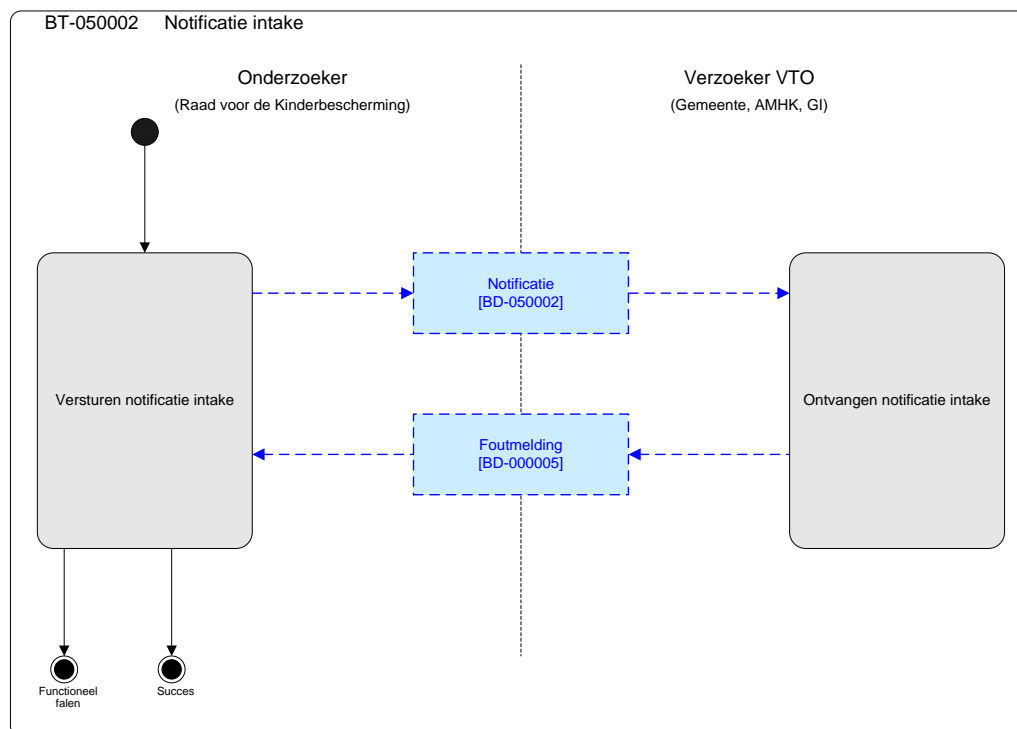 BT-050002 Notificatie intake
Onderzoeker
(Raad voor de Kinderbescherming)
Verzoeker VTO
(Gemeente, AMHK, GI)
Notificatie
[BD-050002]
Versturen notificatie intake
Ontvangen notificatie intake
Foutmelding
[BD-000005]
Functioneel
falen
Succes